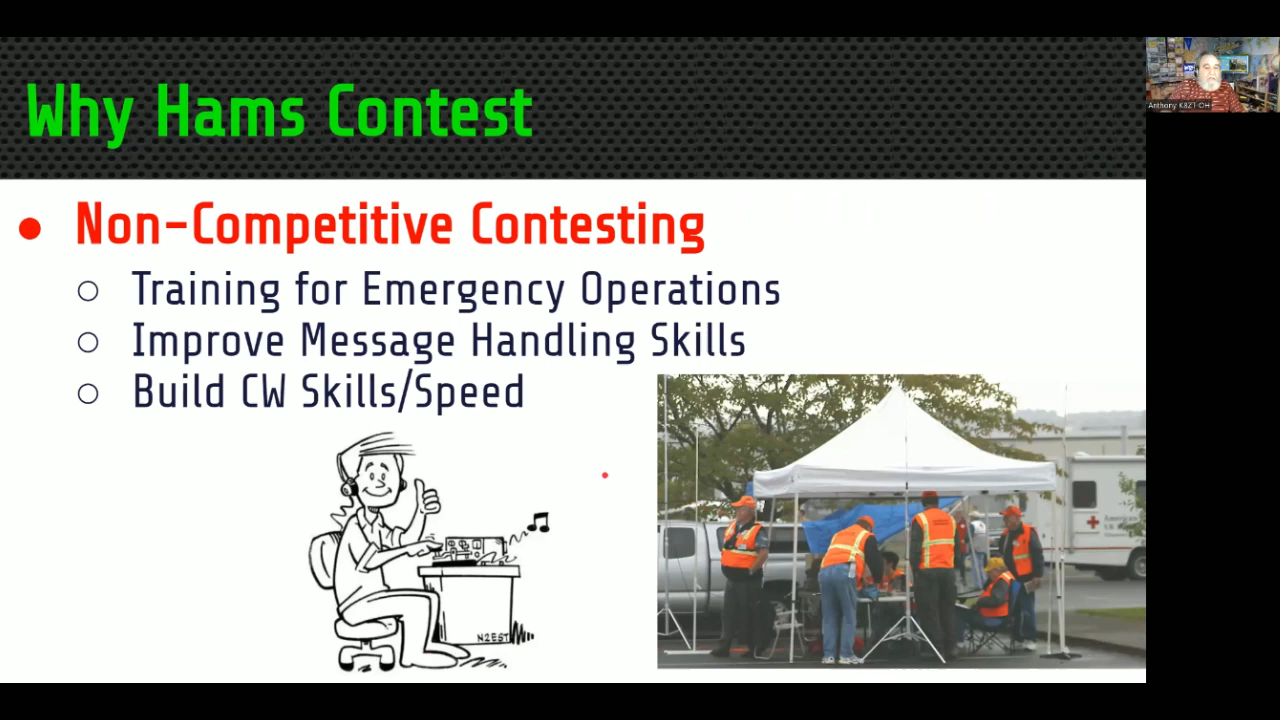 Why Hams Contest
Anthony K8ZT OH
● Non-Competitive Contesting
○ Training for Emergency Operations
○ Improve Message Handling Skills
○ Build CW Skills/Speed
N2EST